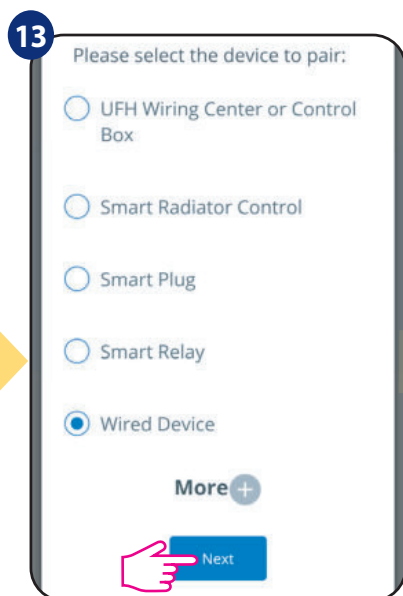 13
Please select the device to pair:
UFH Wiring Center or Control
Box
Smart Radiator Control
Smart Plug
Smart Relay
Wired Device
More +
Next